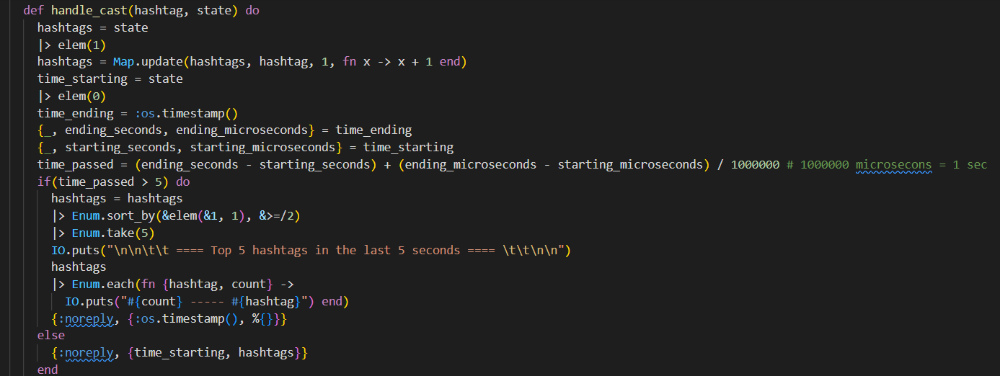 def handle_cast(hashtag, state) do
hashtags = state
|> elem(1)
hashtags = Map.update(hashtags, hashtag, 1, fn x -> x + 1 end)
time_starting = state
|> elem(0)
time_ending = :os.timestamp()
{_, ending_seconds, ending_microseconds} = time_ending
{_, starting_seconds, starting_microseconds} = time_starting
time_passed = (ending_seconds - starting_seconds) + (ending_microseconds - starting_microseconds) / 1000000 # 1000000 microsecons = 1 sec
if(time_passed > 5) do
hashtags = hashtags
|> Enum.sort_by(&elem(&1, 1), &>=/2)
|> Enum.take(5)
IO.puts("\n\n\t\t ==== Top 5 hashtags in the last 5 seconds ==== \t\t\n\n")
hashtags
|> Enum.each(fn {hashtag, count} ->
IO.puts("#{count} ----- #{hashtag}") end)
{:noreply, {:os.timestamp(), %{}}}
else
{:noreply, {time_starting, hashtags}}
end